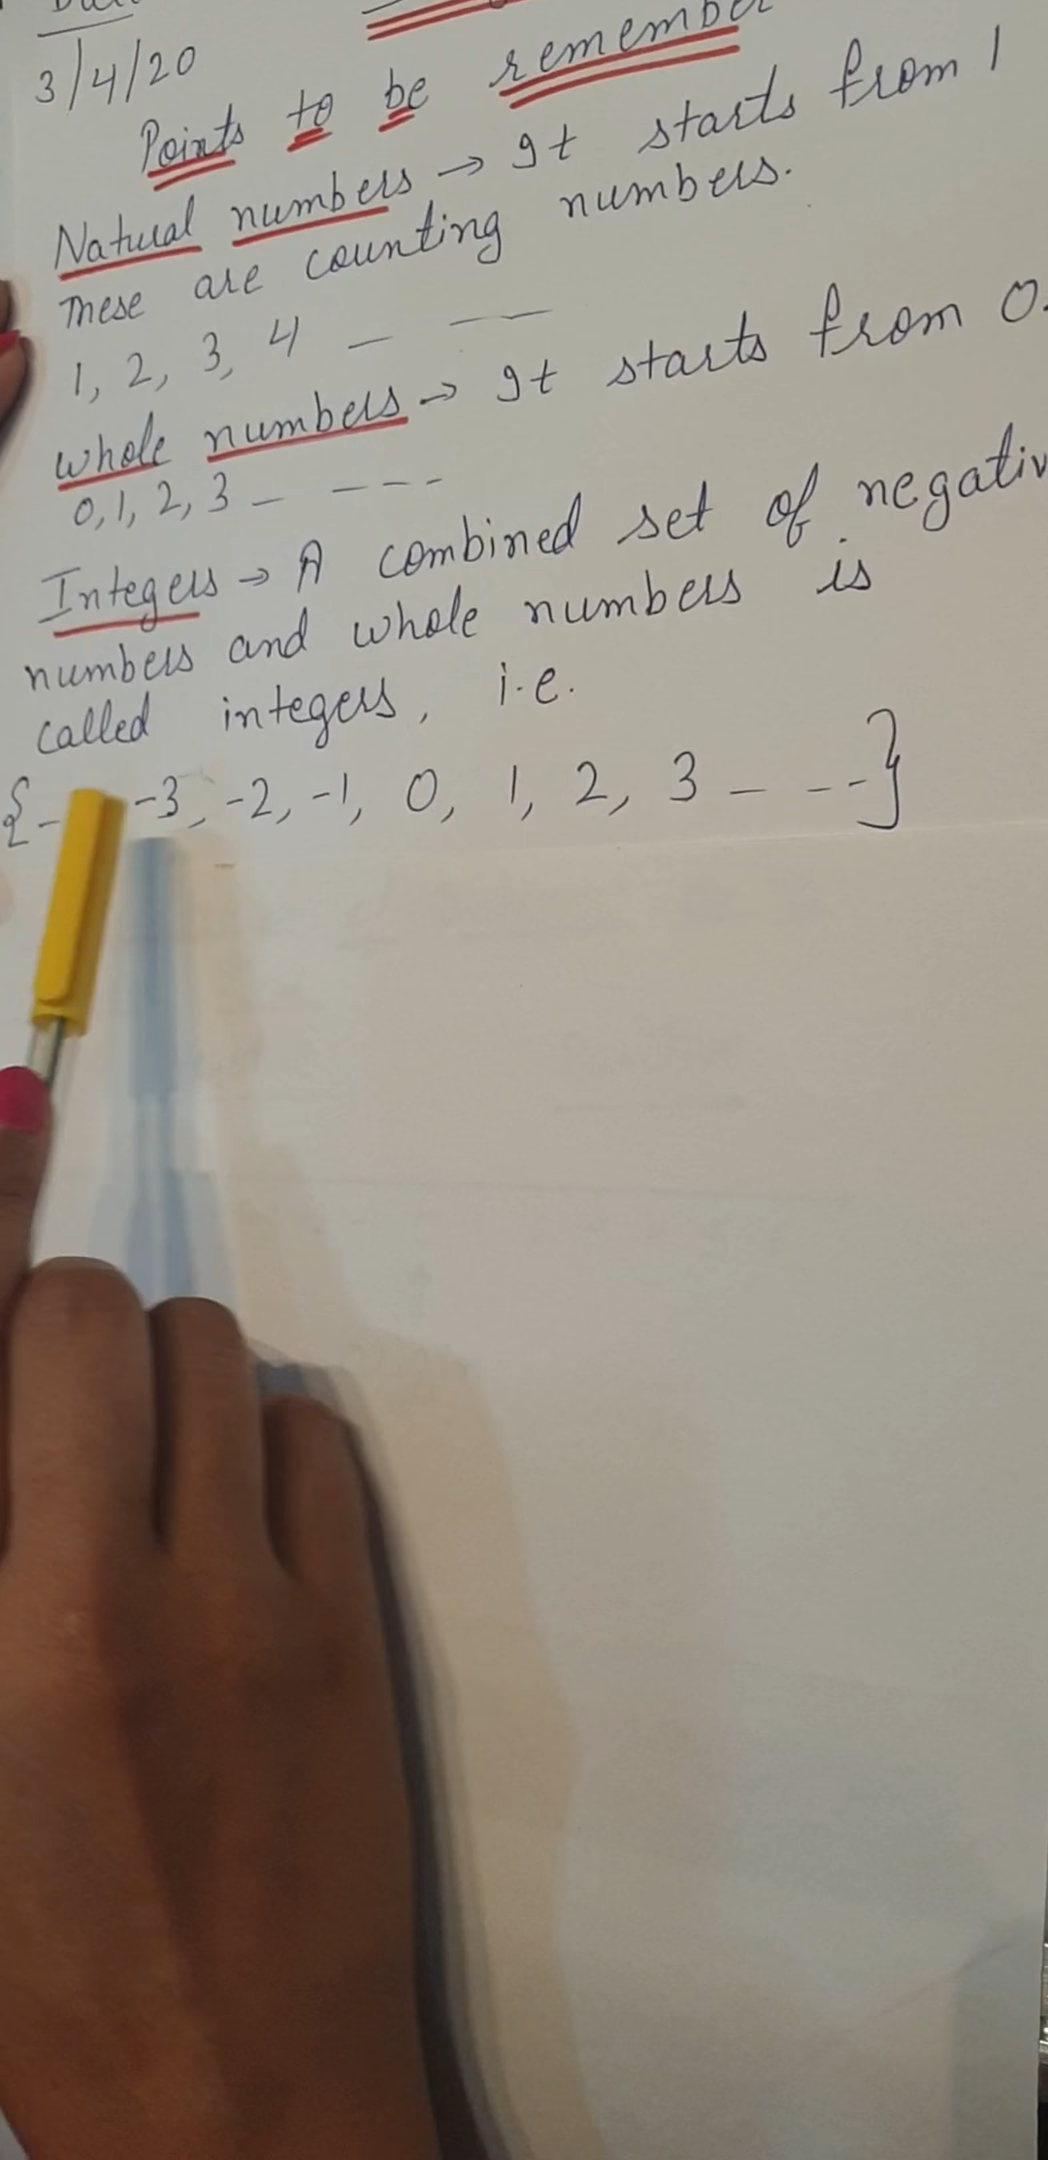 3/4/20
Points to be
Natural numbers → It starts from 1
These are counting numbers.
1, 2, 3, 4 — ——
Whole numbers → It starts from 0.
0, 1, 2, 3 – – – –
Integers → A combined set of
numbers and whole numbers is
called integers, i.e.
{– -3, -2, -1, 0, 1, 2, 3 – – –}